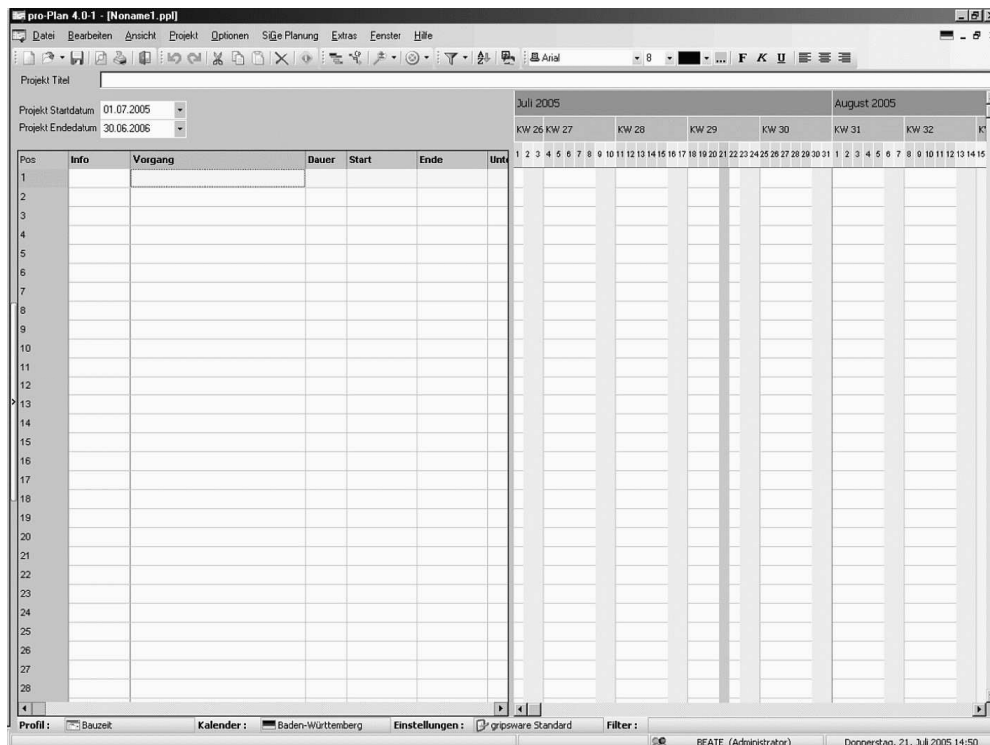 pro-Plan 4.0-1 - [Noname1.ppl]
Datei Bearbeiten Ansicht Projekt Optionen SiGe Planung Extras Fenster Hilfe
Arial 8 F K U
Projekt Titel
Projekt Startdatum 01.07.2005
Projekt Endedatum 30.06.2006
Juli 2005 August 2005
KW 26 KW 27 KW 28 KW 29 KW 30 KW 31 KW 32 K
Pos Info Vorgang Dauer Start Ende Unte
1 2 3 4 5 6 7 8 9 10 11 12 13 14 15 16 17 18 19 20 21 22 23 24 25 26 27 28 29 30 31 1 2 3 4 5 6 7 8 9 10 11 12 13 14 15
1
2
3
4
5
6
7
8
9
10
11
12
13
14
15
16
17
18
19
20
21
22
23
24
25
26
27
28
Profil : Bauzeit Kalender : Baden-Württemberg Einstellungen : gripsware Standard Filter :
BEATE (Administrator) Donnerstag, 21. Juli 2005 14:50